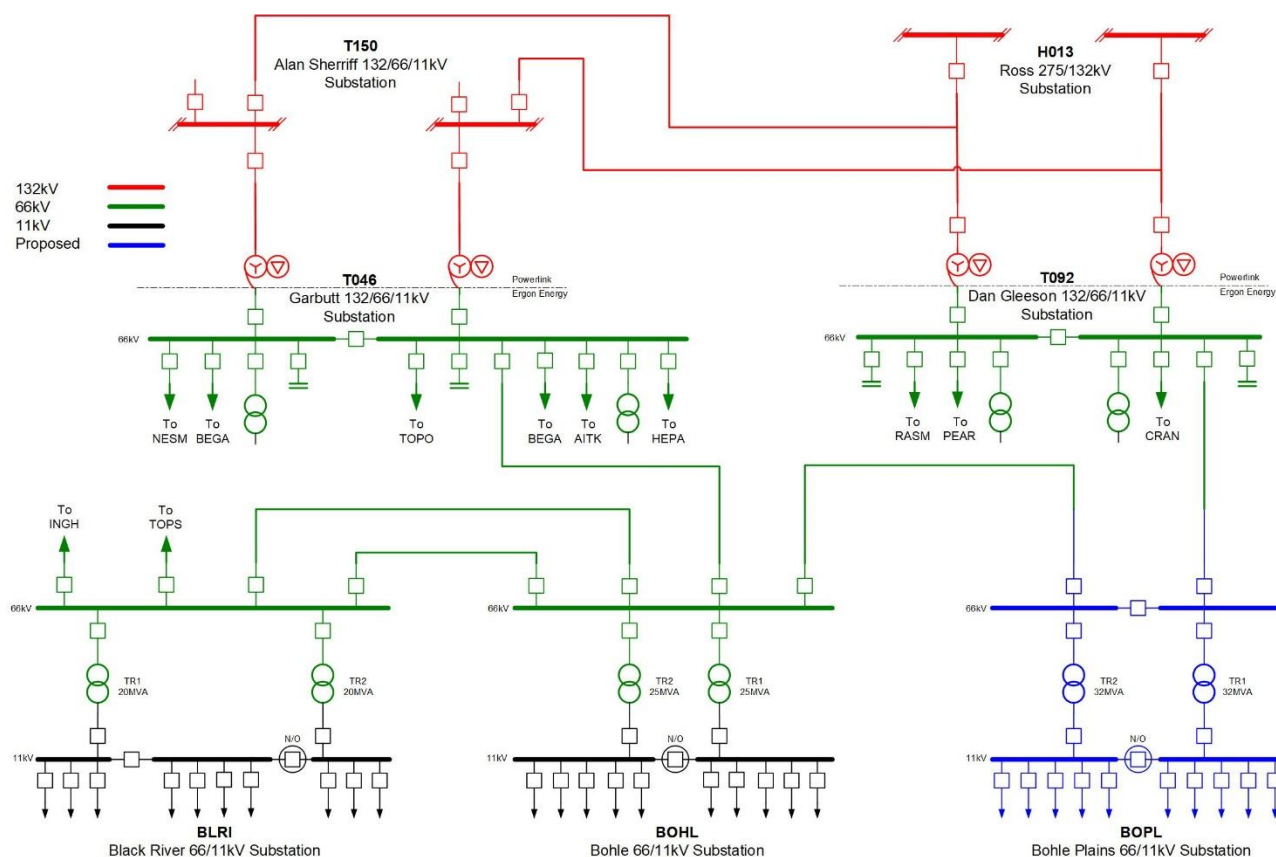 T150
Alan Sherriff 132/66/11kV
Substation
H013
Ross 275/132kV
Substation
132kV
66kV
11kV
Proposed
T046
Garbutt 132/66/11kV
Substation
Powerlink
Ergon Energy
T092
Dan Gleeson 132/66/11kV
Substation
Powerlink
Ergon Energy
66kV
66kV
To
NESM
To
BEGA
To
TOPO
To
BEGA
To
AITK
To
HEPA
To
RASM
To
PEAR
To
CRAN
To
INGH
To
TOPS
66kV
66kV
66kV
TR1
20MVA
TR2
20MVA
TR2
25MVA
TR1
25MVA
TR2
32MVA
TR1
32MVA
N/O
N/O
N/O
11kV
11kV
11kV
BLRI
Black River 66/11kV Substation
BOHL
Bohle 66/11kV Substation
BOPL
Bohle Plains 66/11kV Substation